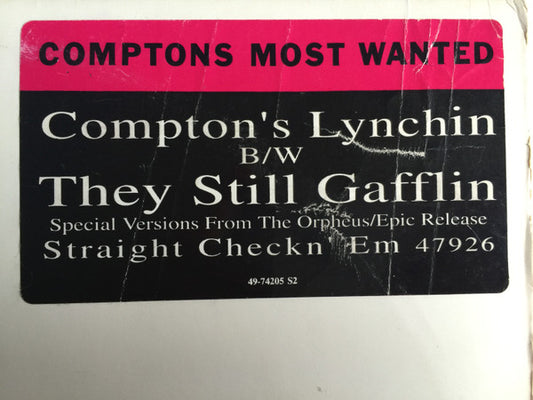 COMPTONS MOST WANTED
Compton's Lynchin
B/W
They Still Gafflin
Special Versions From The Orpheus/Epic Release
Straight Checkn' Em 47926
49-74205 S2